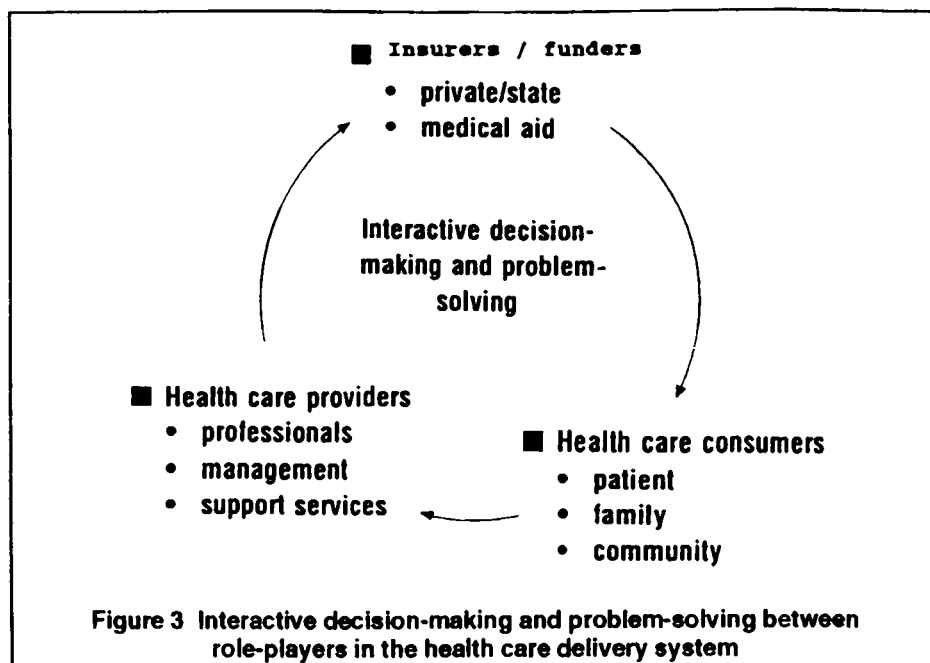 ■ Insurers / funders
• private/state
• medical aid
Interactive decision-
making and problem-
solving
■ Health care providers
• professionals
• management
• support services
■ Health care consumers
• patient
• family
• community
Figure 3 Interactive decision-making and problem-solving between
role-players in the health care delivery system